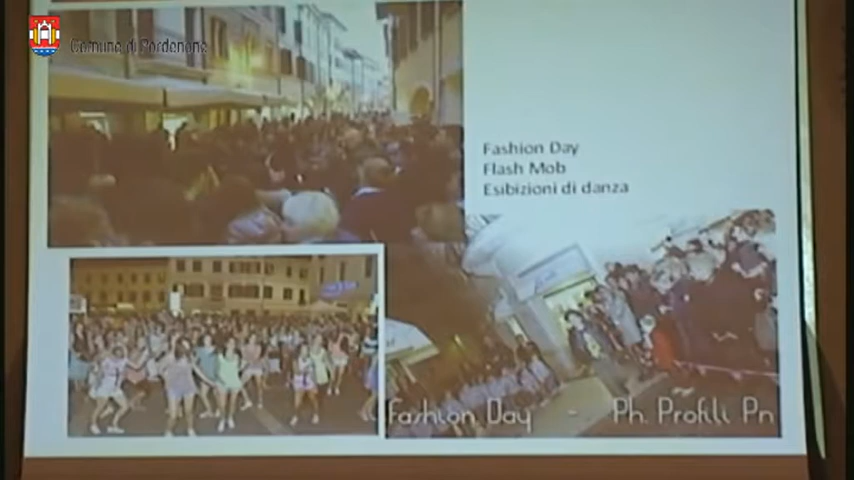 Comune di Pordenone
Fashion Day
Flash Mob
Esibizioni di danza
Fashion Day - Ph. Profili Pn